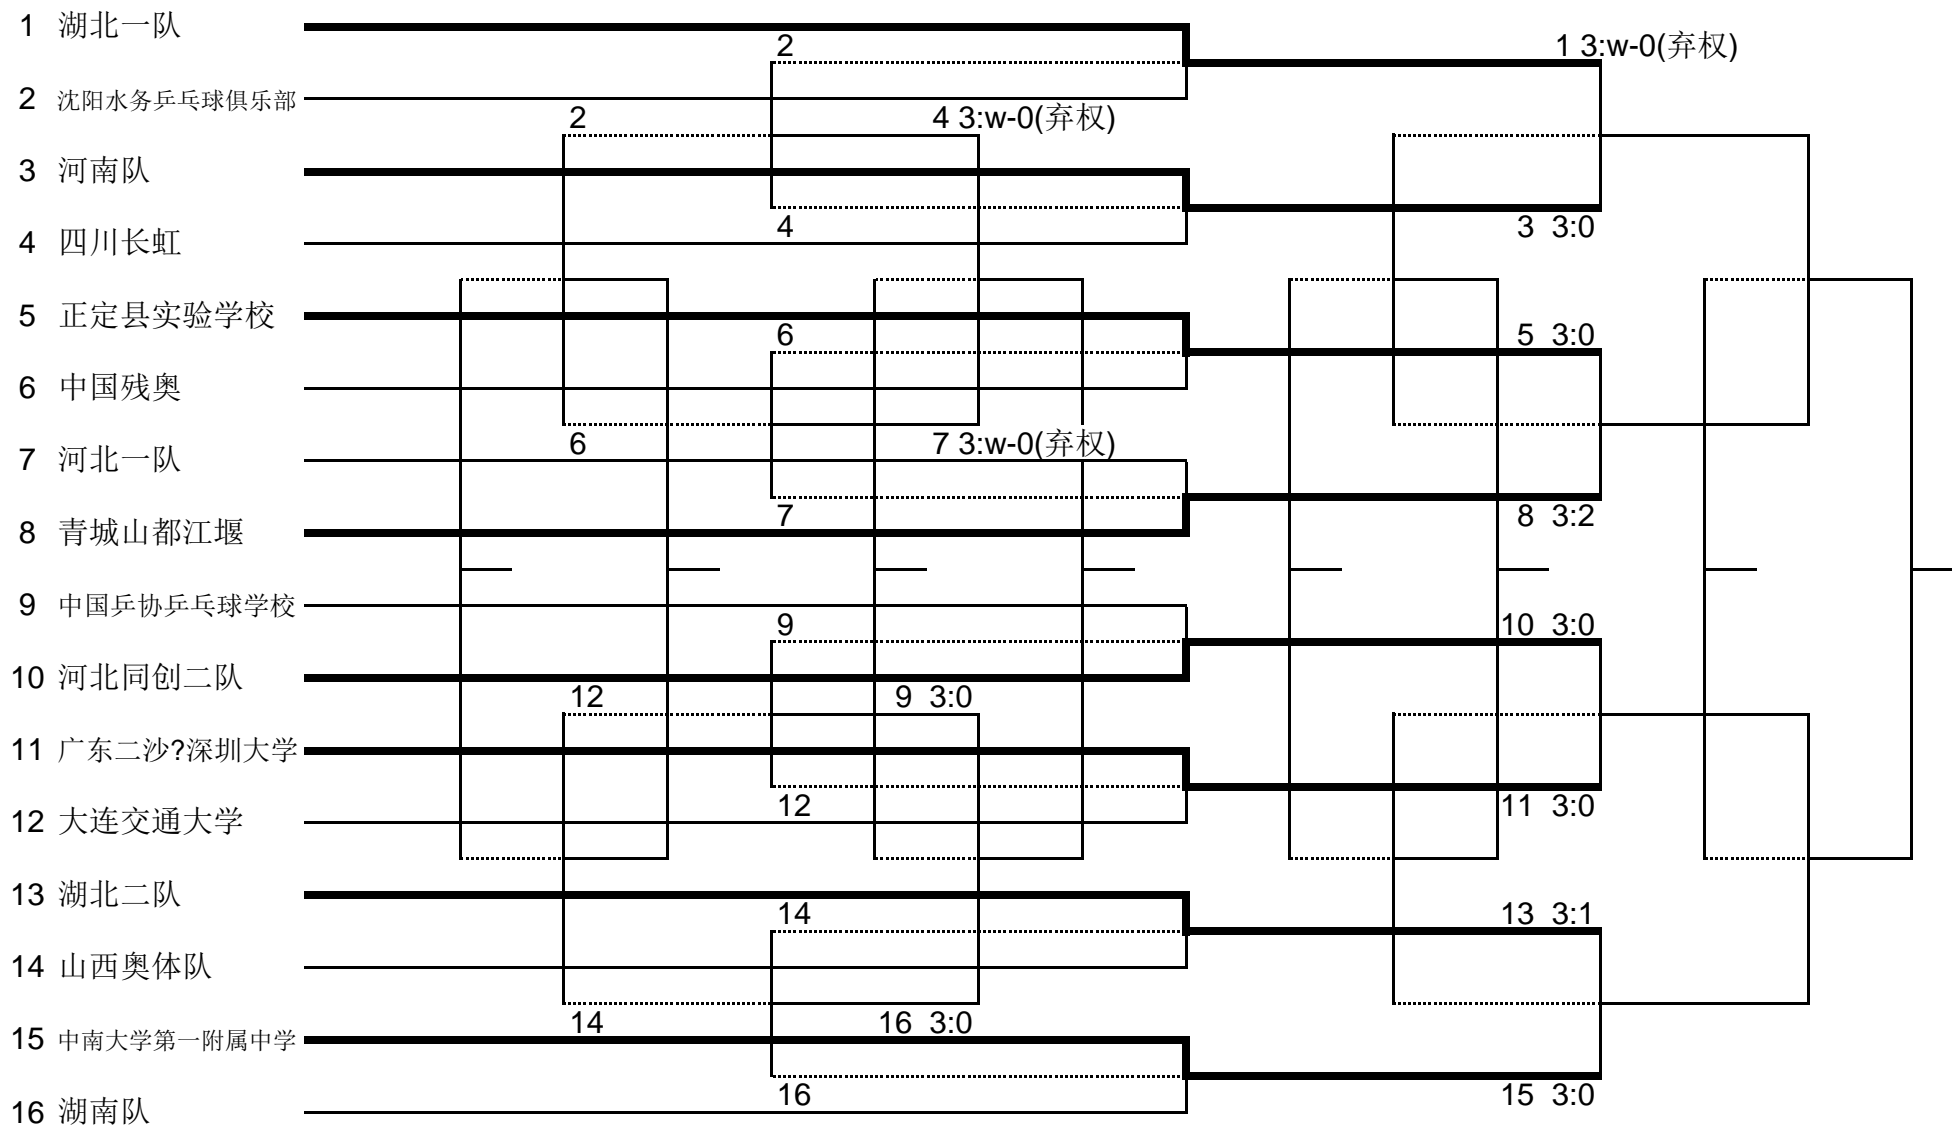 1 湖北一队
2
1 3:w-0(弃权)
2 沈阳水务乒乓球俱乐部
2
4 3:w-0(弃权)
3 河南队
4
3 3:0
4 四川长虹
5 正定县实验学校
6
5 3:0
6 中国残奥
6
7 3:w-0(弃权)
7 河北一队
7
8 3:2
8 青城山都江堰
9 中国乒协乒乓球学校
9
10 3:0
10 河北同创二队
12
9 3:0
11 广东二沙?深圳大学
12
11 3:0
12 大连交通大学
13 湖北二队
14
13 3:1
14 山西奥体队
14
16 3:0
15 中南大学第一附属中学
16
15 3:0
16 湖南队